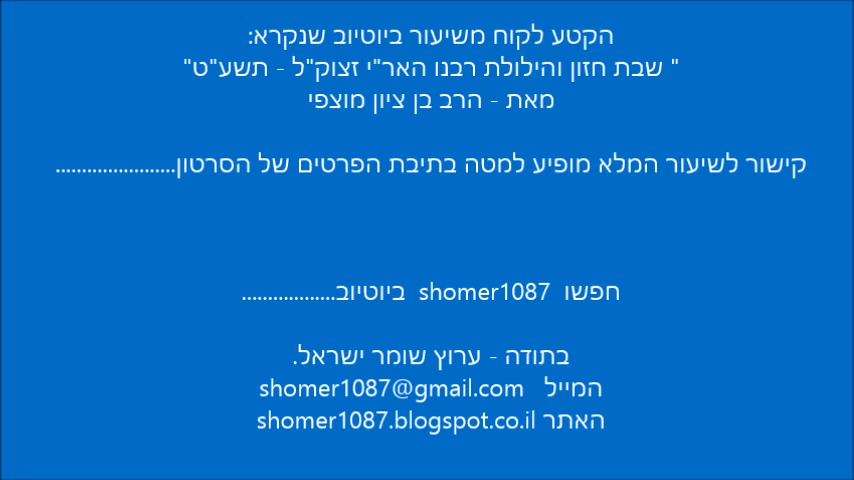 הקטע לקוח משיעור ביוטיוב שנקרא:
" שבת חזון והילולת רבנו האר"י זצוק"ל - תשע"ט"
מאת - הרב בן ציון מוצפי
קישור לשיעור המלא מופיע למטה בתיבת הפרטים של הסרטון.......................
חפשו shomer1087 ביוטיוב..................
בתודה - ערוץ שומר ישראל.
המייל shomer1087@gmail.com
האתר shomer1087.blogspot.co.il